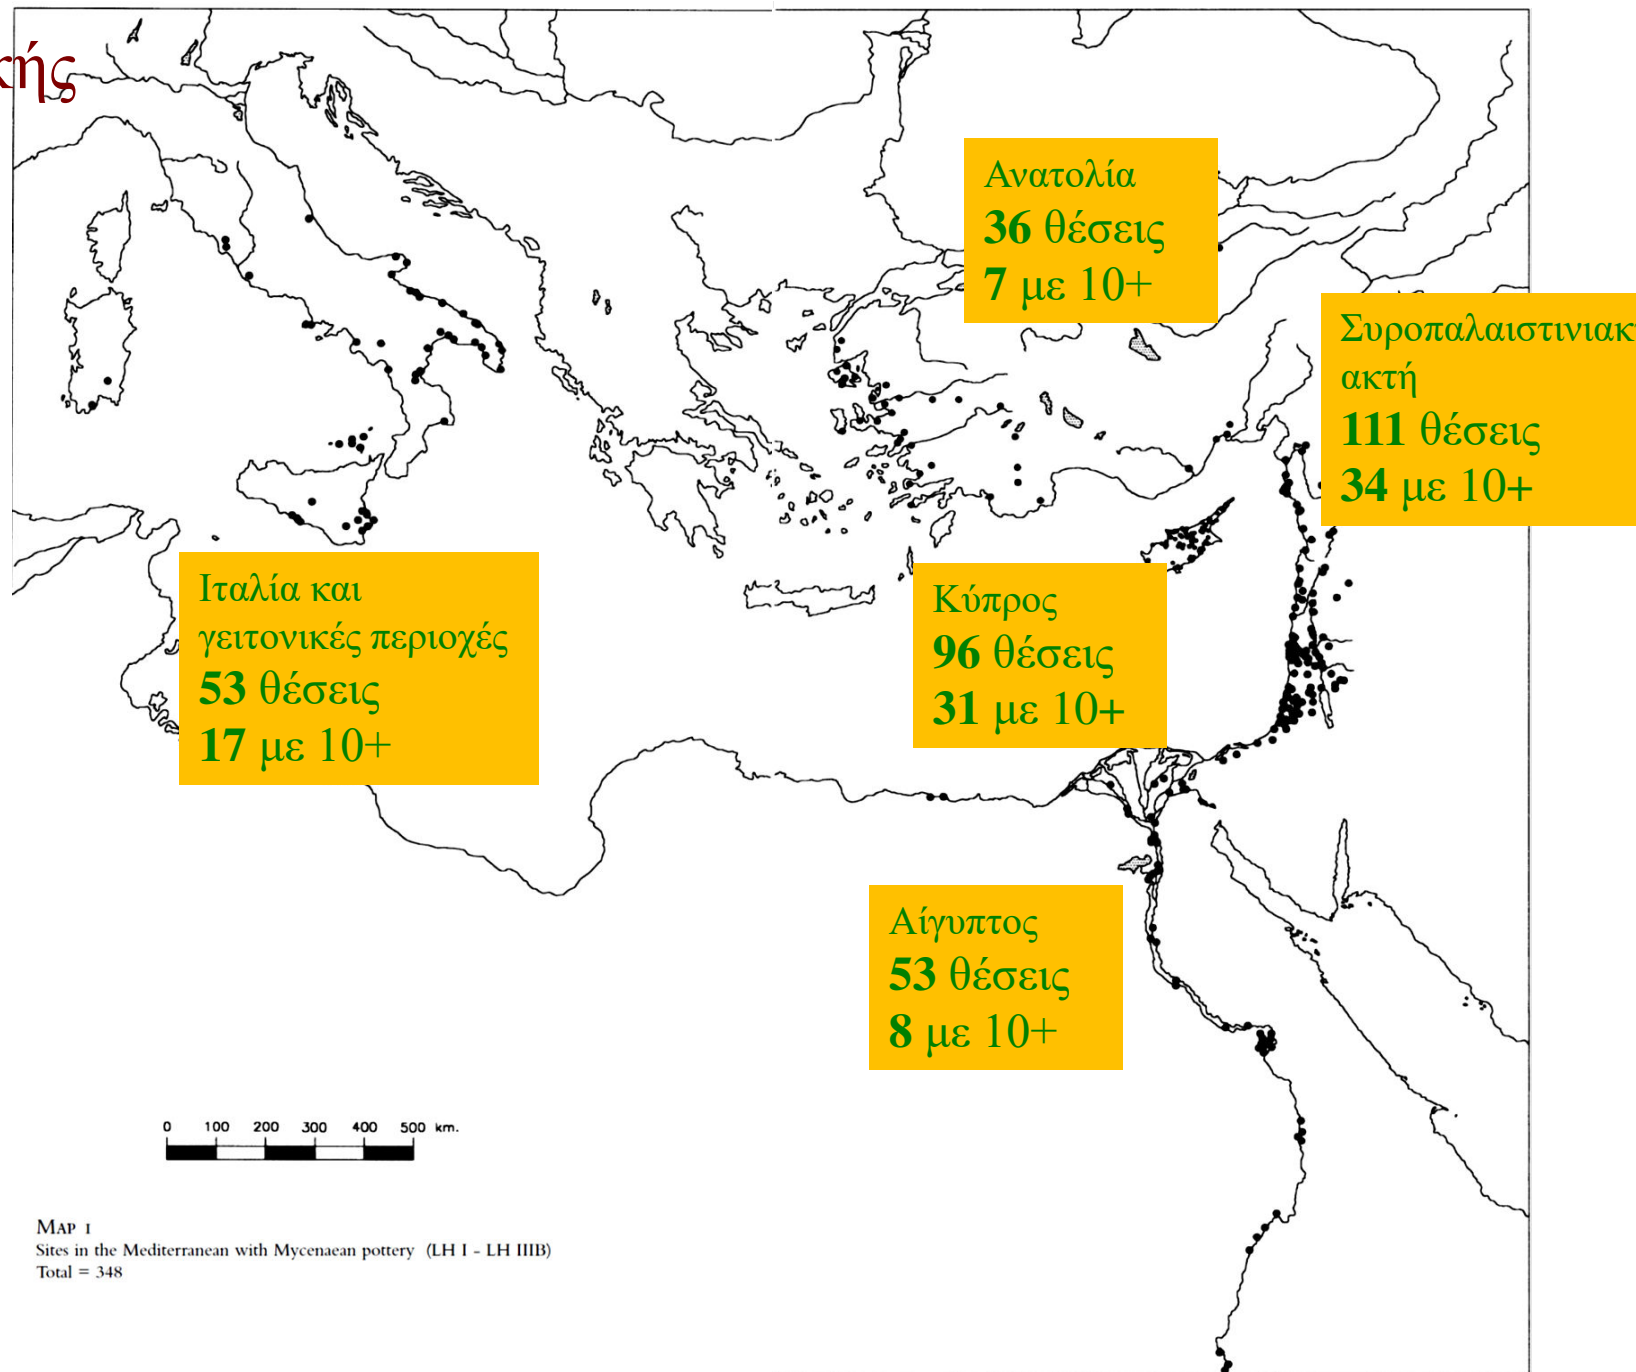 κής
Ανατολία
36 θέσεις
7 με 10+
Συροπαλαιστινιακ
ακτή
111 θέσεις
34 με 10+
Ιταλία και
γειτονικές περιοχές
53 θέσεις
17 με 10+
Κύπρος
96 θέσεις
31 με 10+
Αίγυπτος
53 θέσεις
8 με 10+
0 100 200 300 400 500 km.
MAP 1
Sites in the Mediterranean with Mycenaean pottery (LH I - LH IIIB)
Total = 348